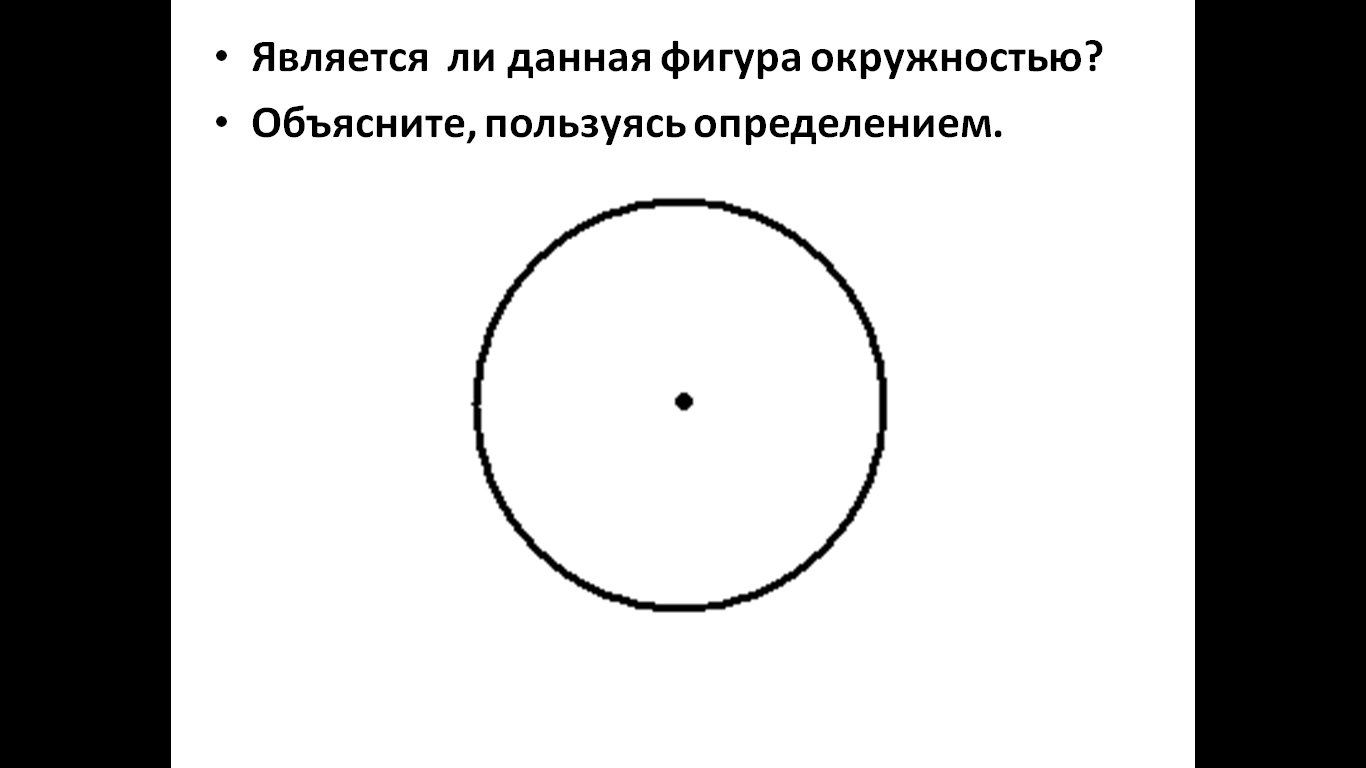 • Является ли данная фигура окружностью?
• Объясните, пользуясь определением.